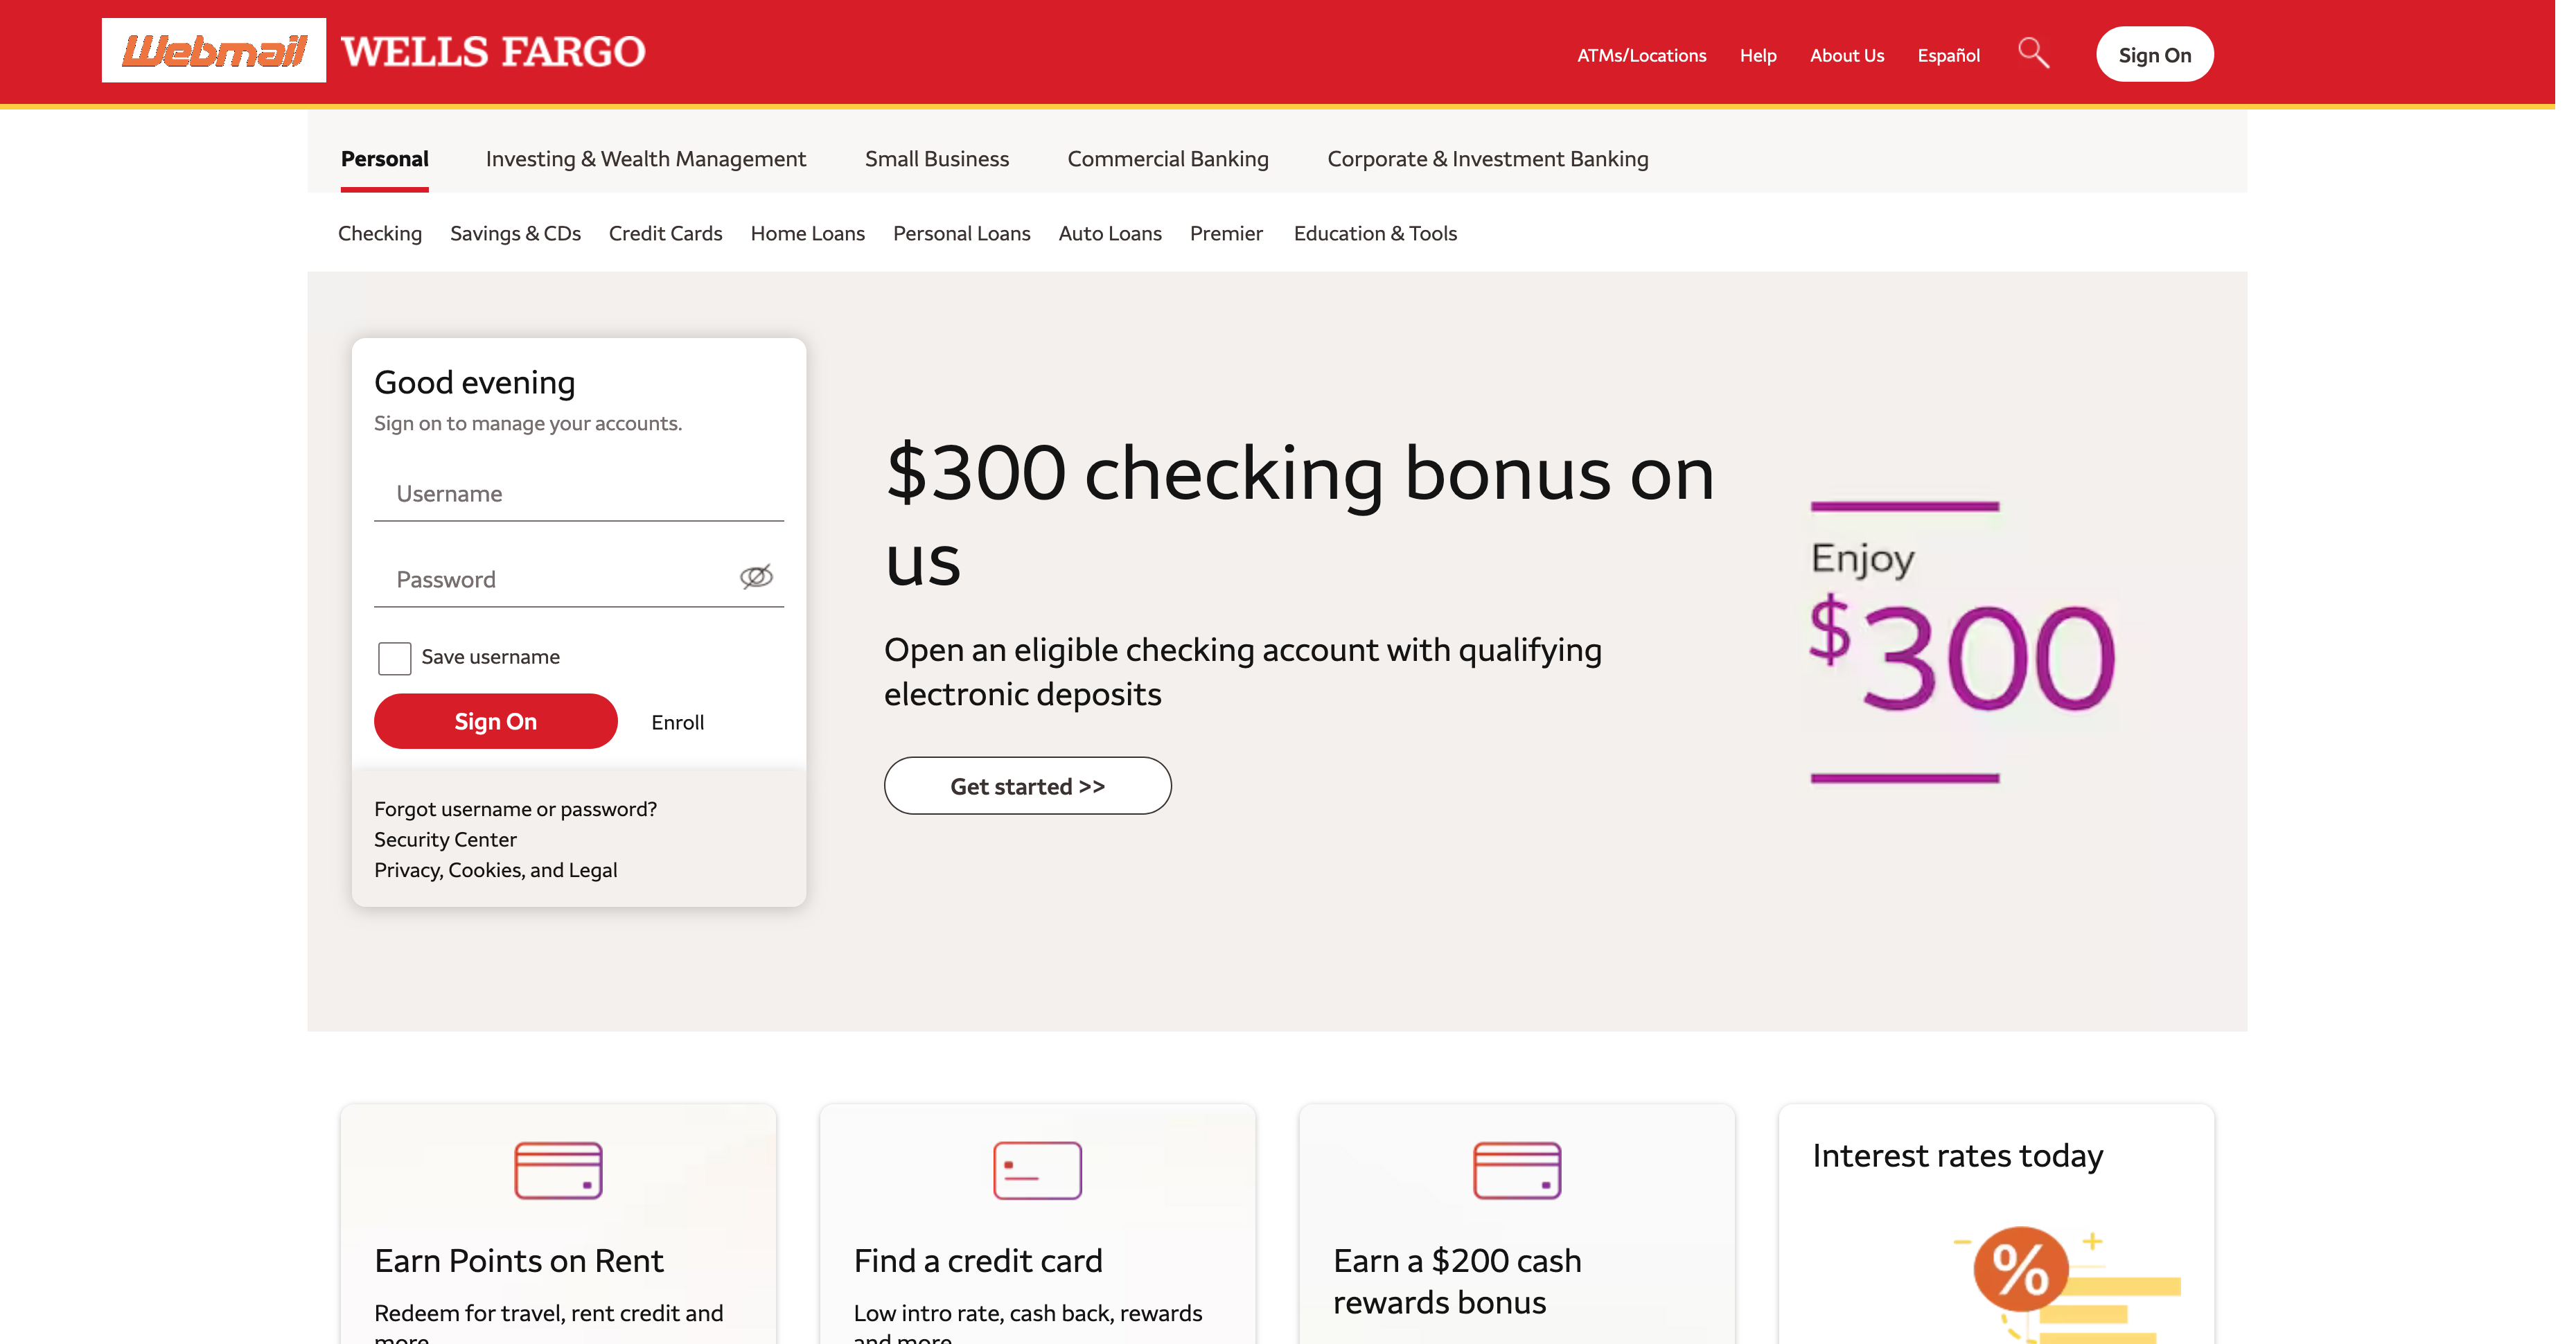 Webmail WELLS FARGO
ATMs/Locations Help About Us Español Sign On
Personal Investing & Wealth Management Small Business Commercial Banking Corporate & Investment Banking
Checking Savings & CDs Credit Cards Home Loans Personal Loans Auto Loans Premier Education & Tools
Good evening
Sign on to manage your accounts.
Username
Password
Save username
Sign On Enroll
Forgot username or password?
Security Center
Privacy, Cookies, and Legal
$300 checking bonus on
us
Open an eligible checking account with qualifying
electronic deposits
Get started >>
Enjoy
$300
Earn Points on Rent
Redeem for travel, rent credit and
more
Find a credit card
Low intro rate, cash back, rewards
and more
Earn a $200 cash
rewards bonus
Interest rates today
%